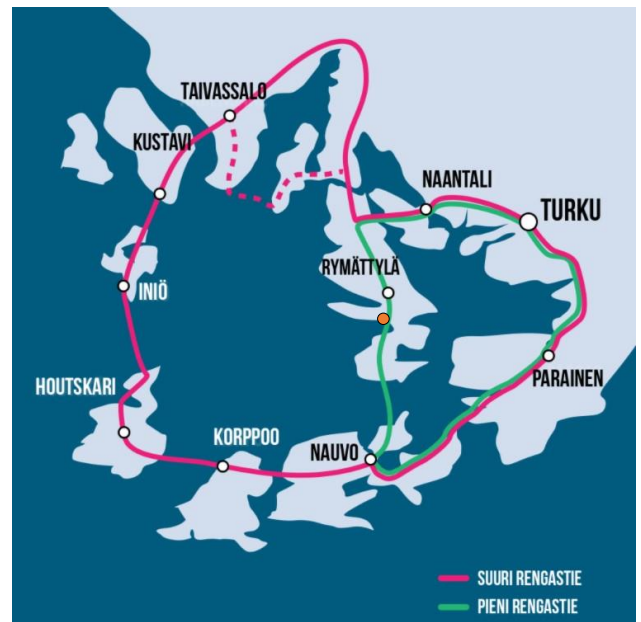 TAIVASSALO
KUSTAVI
NAANTALI
TURKU
RYMÄTTYLÄ
INIÖ
PARAINEN
HOUTSKARI
KORPPOO
NAUVO
SUURI RENGASTIE
PIENI RENGASTIE